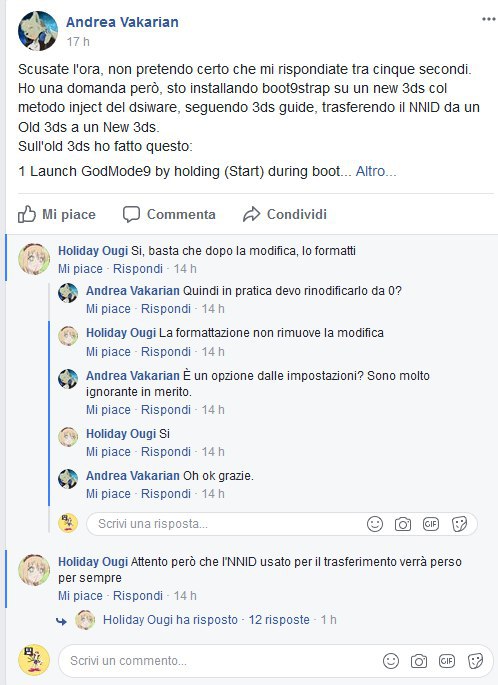 Andrea Vakarian
17 h
Scusate l'ora, non pretendo certo che mi rispondiate tra cinque secondi.
Ho una domanda però, sto installando boot9strap su un new 3ds col
metodo inject del dsiware, seguendo 3ds guide, trasferendo il NNID da un
Old 3ds a un New 3ds.
Sull'old 3ds ho fatto questo:
1 Launch GodMode9 by holding (Start) during boot... Altro...
Mi piace Commenta Condividi
Holiday Ougi Si, basta che dopo la modifica, lo formatti
Mi piace · Rispondi · 14 h
Andrea Vakarian Quindi in pratica devo rinodificarlo da 0?
Mi piace · Rispondi · 14 h
Holiday Ougi La formattazione non rimuove la modifica
Mi piace · Rispondi · 14 h
Andrea Vakarian È un opzione dalle impostazioni? Sono molto
ignorante in merito.
Mi piace · Rispondi · 14 h
Holiday Ougi Si
Mi piace · Rispondi · 14 h
Andrea Vakarian Oh ok grazie.
Mi piace · Rispondi · 14 h
Scrivi una risposta... GIF
Holiday Ougi Attento però che l'NNID usato per il trasferimento verrà perso
per sempre
Mi piace · Rispondi · 14 h
Holiday Ougi ha risposto · 12 risposte · 1 h
Scrivi un commento... GIF